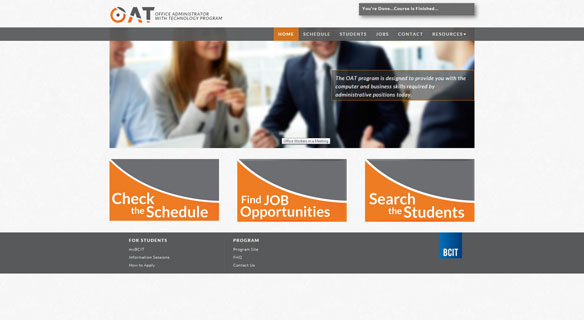 OAT OFFICE ADMINISTRATOR
WITH TECHNOLOGY PROGRAM
You're Done...Course is Finished...
HOME SCHEDULE STUDENTS JOBS CONTACT RESOURCES
The OAT program is designed to provide you with the
computer and business skills required by
administrative positions today.
Office Workers in a Meeting
Check
the Schedule
Find JOB
Opportunities
Search
the Students
FOR STUDENTS
myBCIT
Information Sessions
How to Apply
PROGRAM
Program Site
FAQ
Contact Us
BCIT